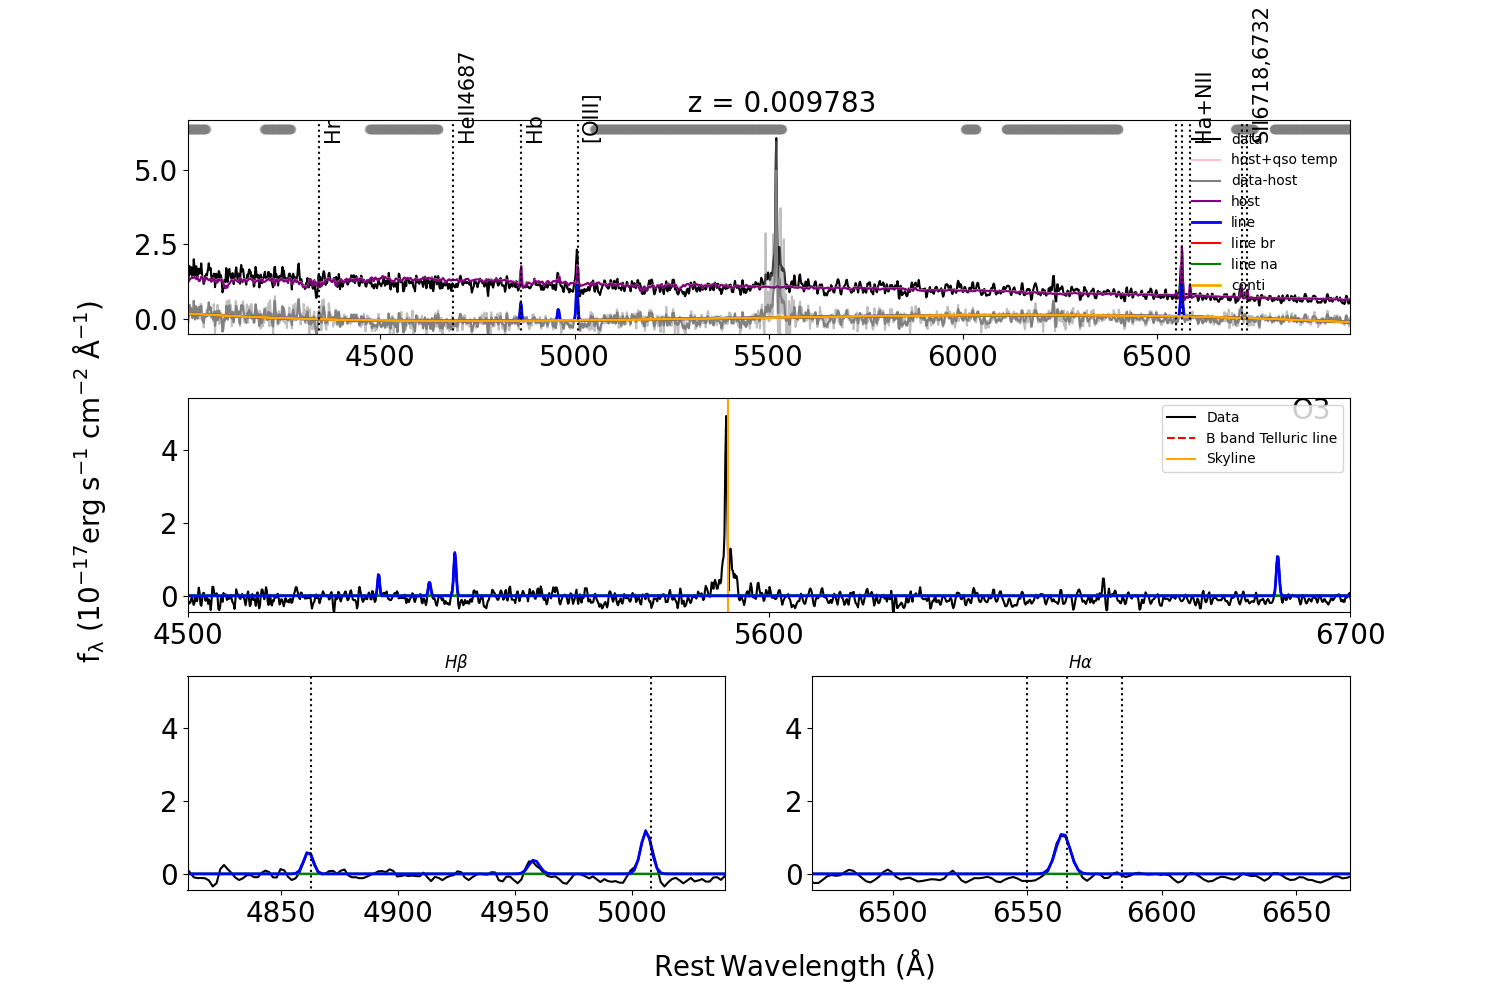 z = 0.009783
Hr
HeII4687
Hb
[OIII]
Ha+NII
SII6718,6732
data
host+qso temp
data-host
host
line
line br
line na
conti
5.0
2.5
0.0
4500 5000 5500 6000 6500
O3
Data
B band Telluric line
Skyline
4
2
0
4500 5600 6700
fλ (10⁻¹⁷erg s⁻¹ cm⁻² Å⁻¹)
Hβ
4
2
0
4850 4900 4950 5000
Hα
4
2
0
6500 6550 6600 6650
Rest Wavelength (Å)